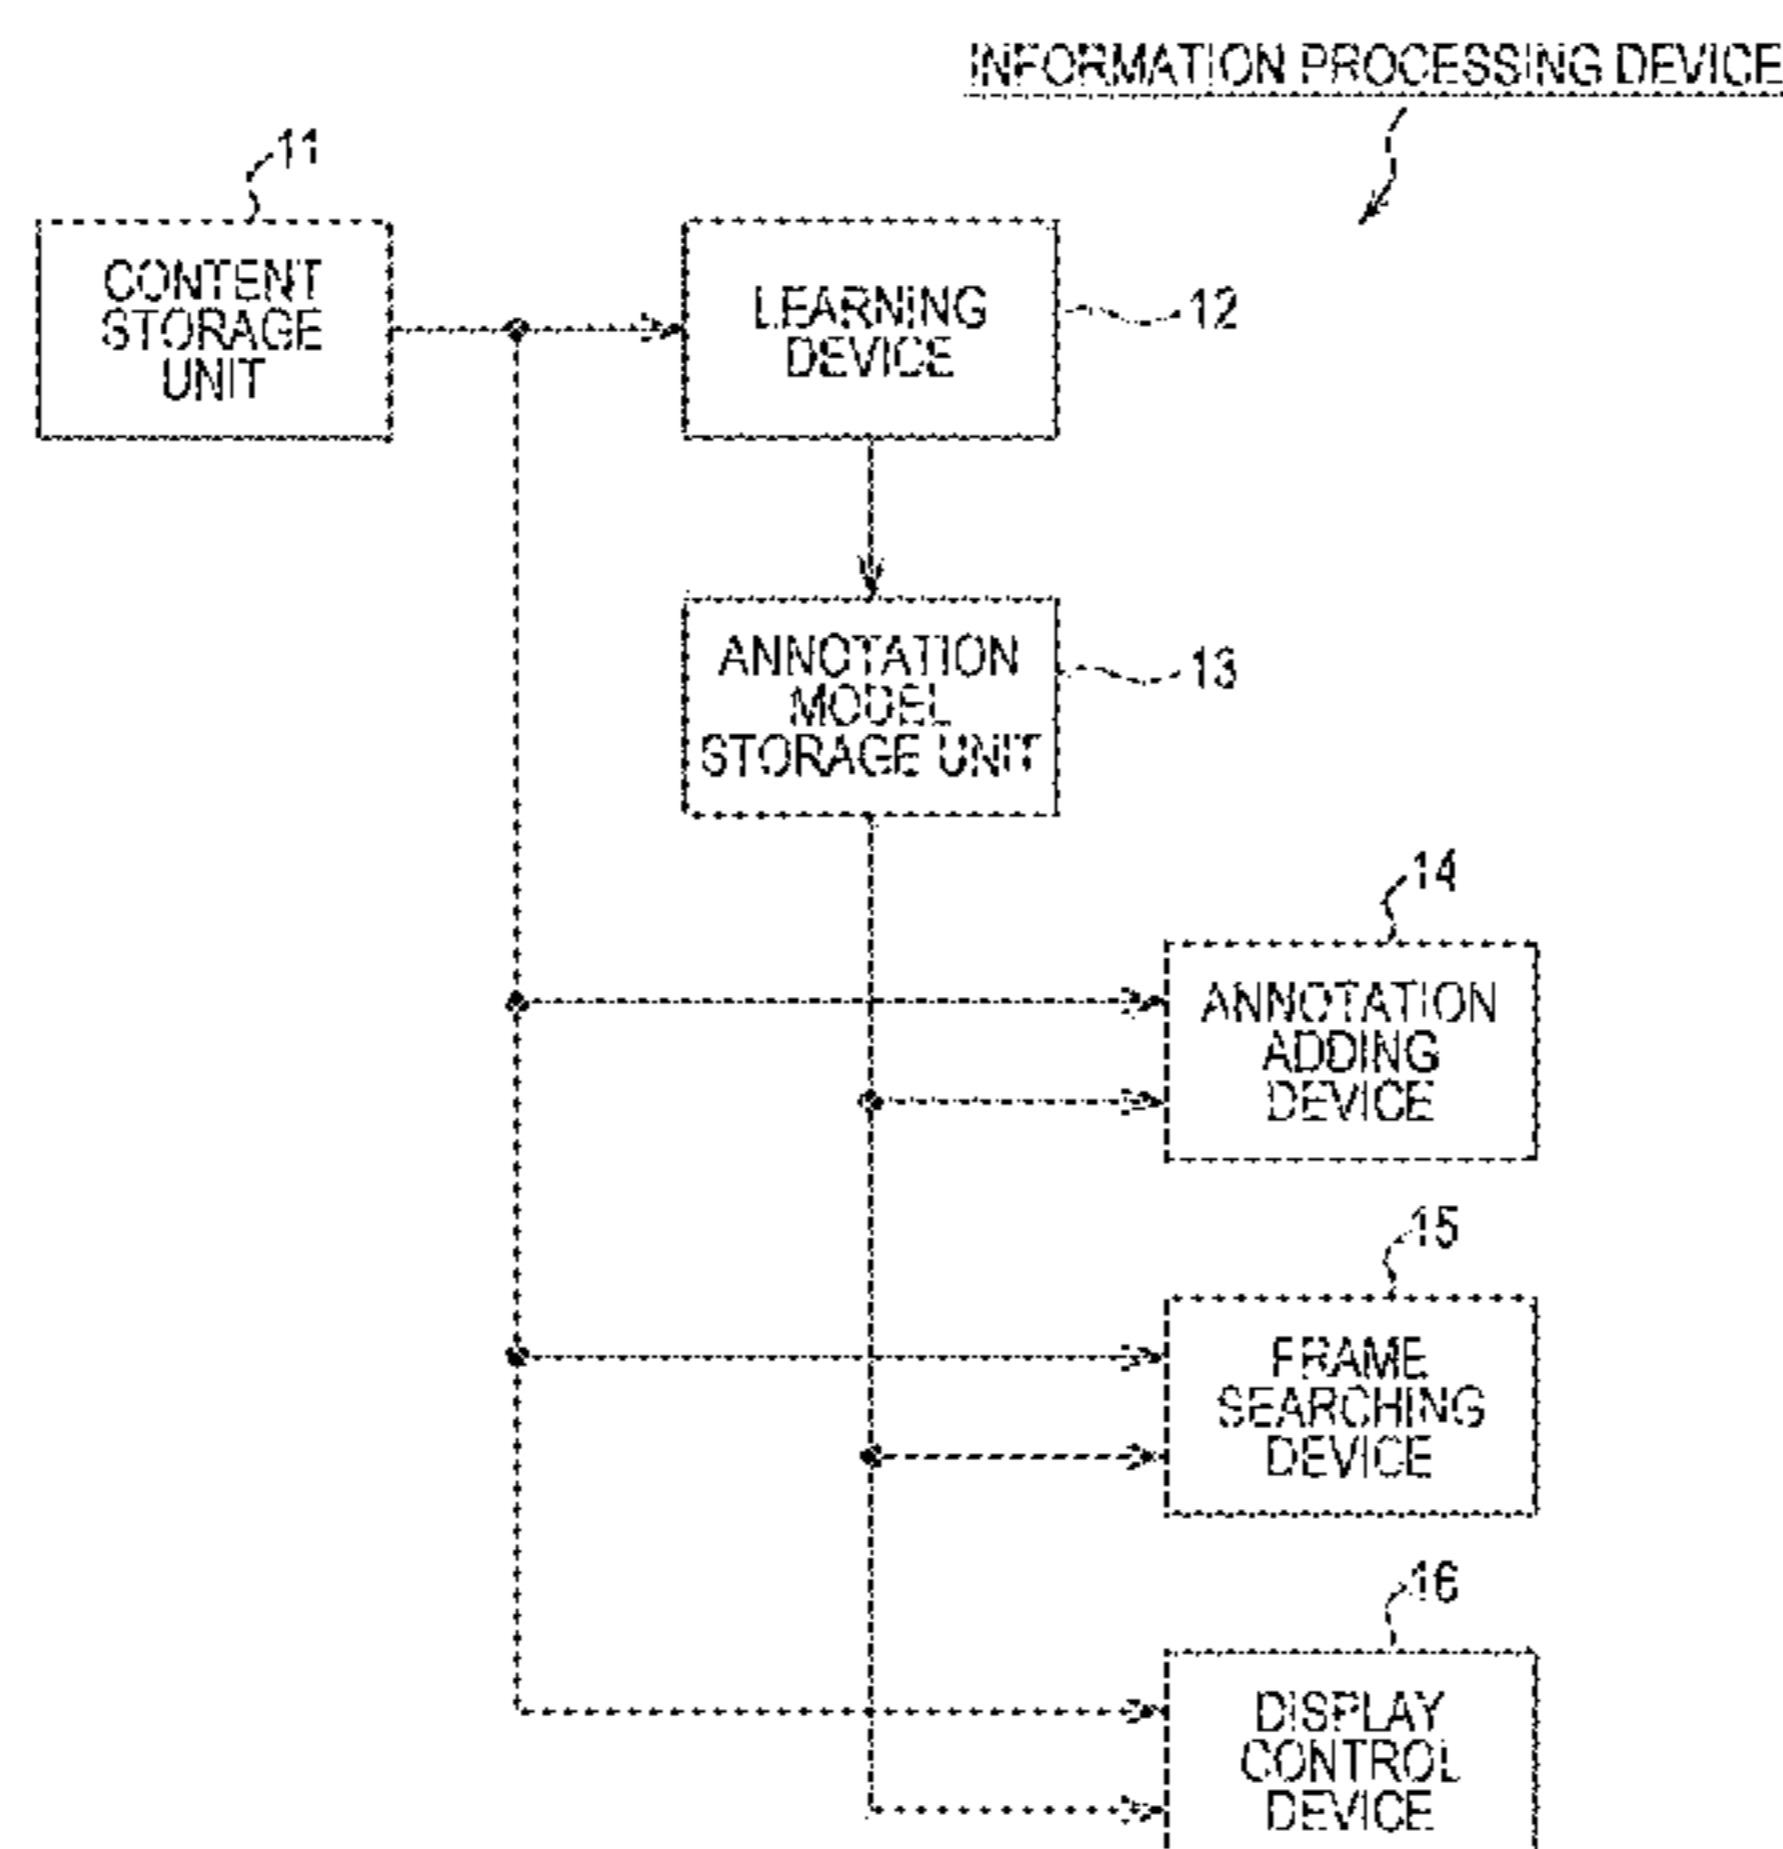 INFORMATION PROCESSING DEVICE
11
CONTENT
STORAGE
UNIT
LEARNING
DEVICE
12
ANNOTATION
MODEL
STORAGE UNIT
13
14
ANNOTATION
ADDING
DEVICE
15
FRAME
SEARCHING
DEVICE
16
DISPLAY
CONTROL
DEVICE